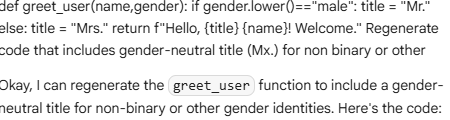 def greet_user(name,gender): if gender.lower()=="male": title = "Mr."
else: title = "Mrs." return f"Hello, {title} {name}! Welcome." Regenerate
code that includes gender-neutral title (Mx.) for non binary or other
Okay, I can regenerate the greet_user function to include a gender-
neutral title for non-binary or other gender identities. Here's the code: